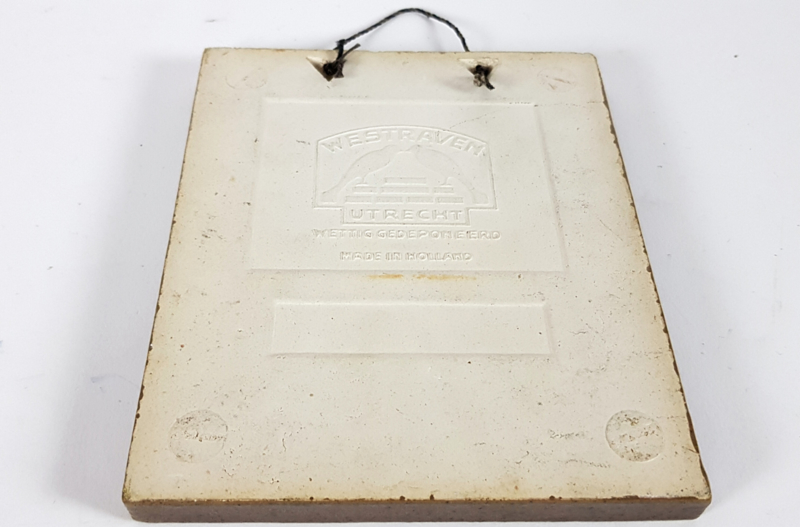 WESTRAVEN
UTRECHT
WETTIG GEDEPONEERD
MADE IN HOLLAND